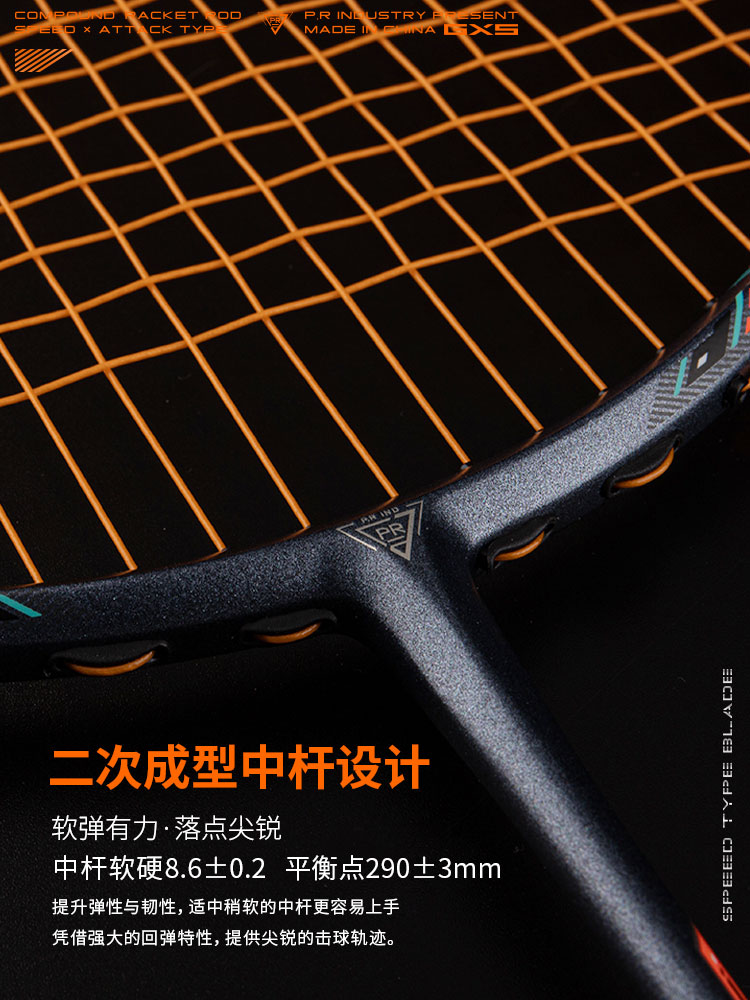 COMPOUND RACKET ROD
SPEED × ATTACK TYPE
PR
P.R INDUSTRY PRESENT
MADE IN CHINA GX5
P.R IND
PR
二次成型中杆设计
软弹有力·落点尖锐
中杆软硬8.6±0.2 平衡点290±3mm
提升弹性与韧性，适中稍软的中杆更容易上手
凭借强大的回弹特性，提供尖锐的击球轨迹。
SPEEED TYPE BLADE